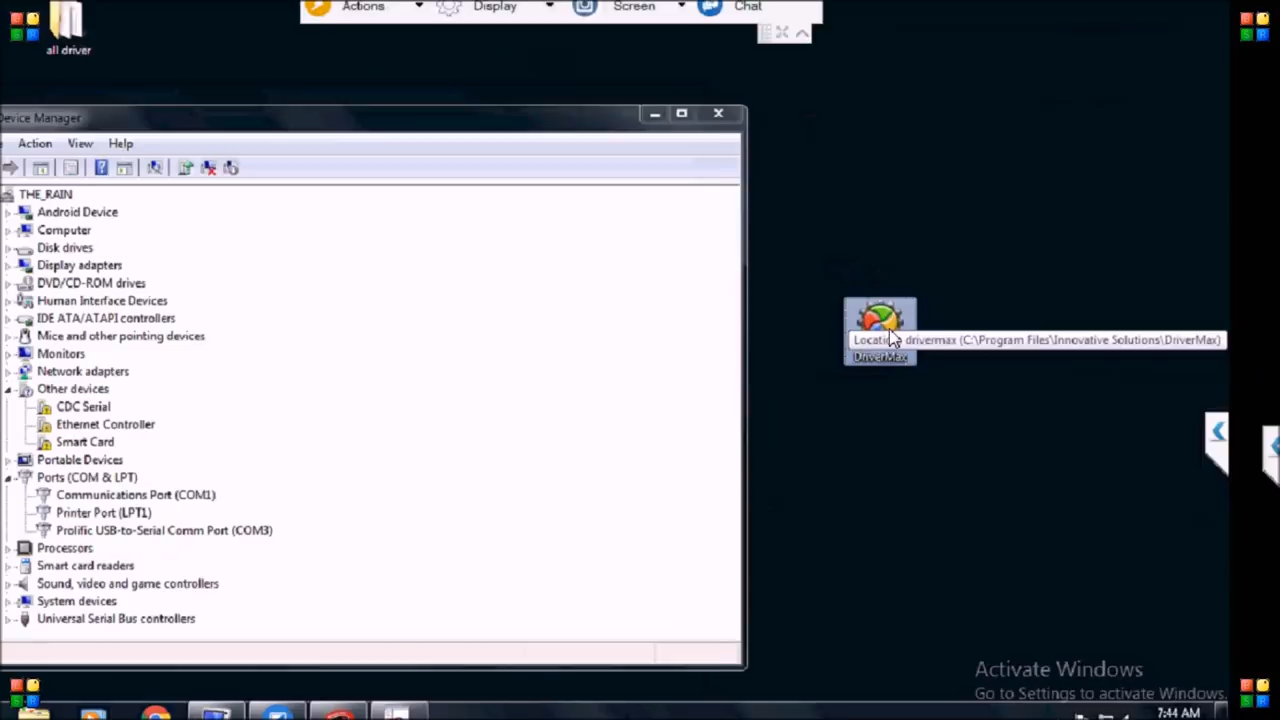 Actions
Display
Screen
Chat
all driver
Device Manager
Action View Help
THE_RAIN
Android Device
Computer
Disk drives
Display adapters
DVD/CD-ROM drives
Human Interface Devices
IDE ATA/ATAPI controllers
Mice and other pointing devices
Monitors
Network adapters
Other devices
CDC Serial
Ethernet Controller
Smart Card
Portable Devices
Ports (COM & LPT)
Communications Port (COM1)
Printer Port (LPT1)
Prolific USB-to-Serial Comm Port (COM3)
Processors
Smart card readers
Sound, video and game controllers
System devices
Universal Serial Bus controllers
drivermax (C:\Program Files\Innovative Solutions\DriverMax)
DriverMax
Activate Windows
Go to Settings to activate Windows.
7:44 AM